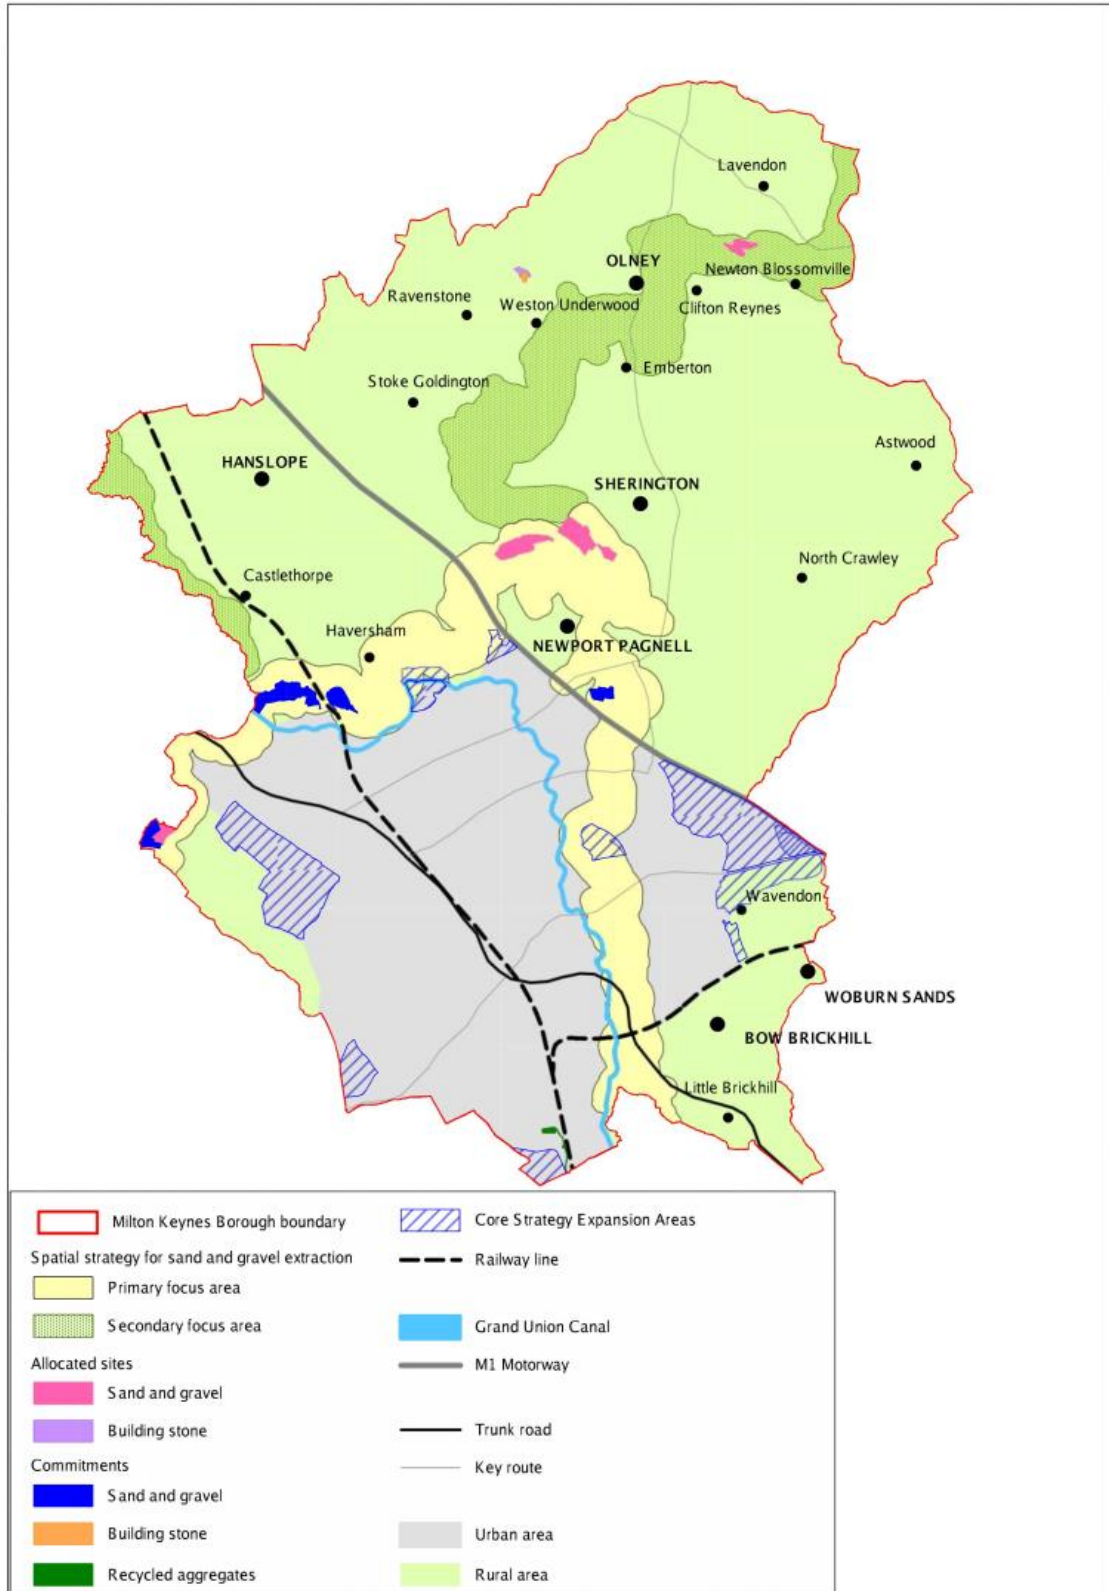 Lavendon
OLNEY
Newton Blossomville
Ravenstone
Weston Underwood
Clifton Reynes
Emberton
Stoke Goldington
Astwood
HANSLOPE
SHERINGTON
North Crawley
Castlethorpe
Haversham
NEWPORT PAGNELL
Wavendon
WOBURN SANDS
BOW BRICKHILL
Little Brickhill
Milton Keynes Borough boundary
Spatial strategy for sand and gravel extraction
Primary focus area
Secondary focus area
Allocated sites
Sand and gravel
Building stone
Commitments
Sand and gravel
Building stone
Recycled aggregates
Core Strategy Expansion Areas
Railway line
Grand Union Canal
M1 Motorway
Trunk road
Key route
Urban area
Rural area